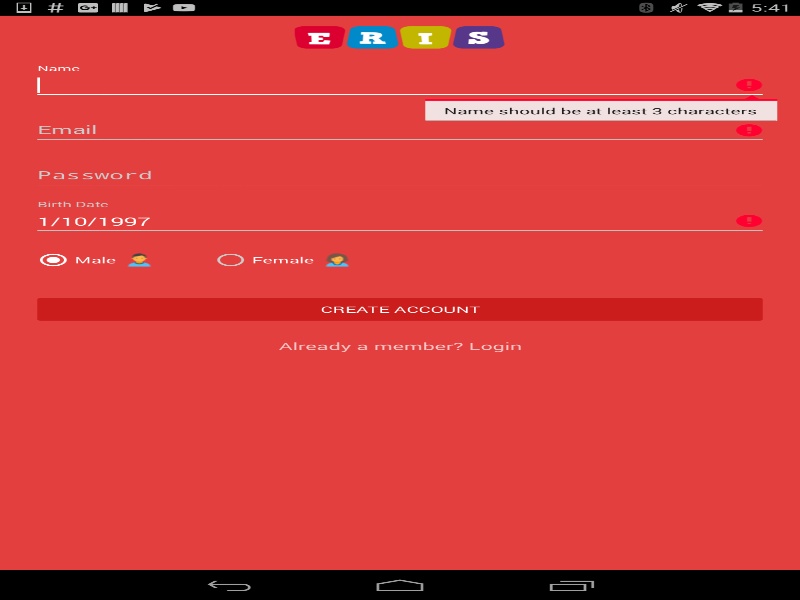 5:41
ERIS
Name
Name should be at least 3 characters
Email
Password
Birth Date
1/10/1997
Male Female
CREATE ACCOUNT
Already a member? Login